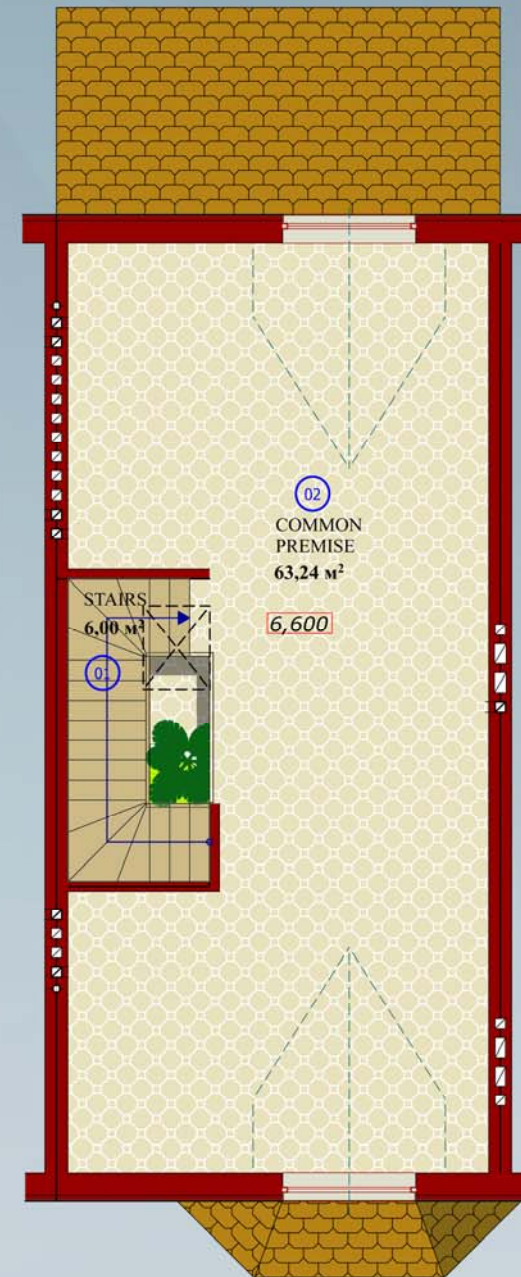 02
COMMON
PREMISE
63,24 м²
STAIRS
6,00 м²
6,600
01